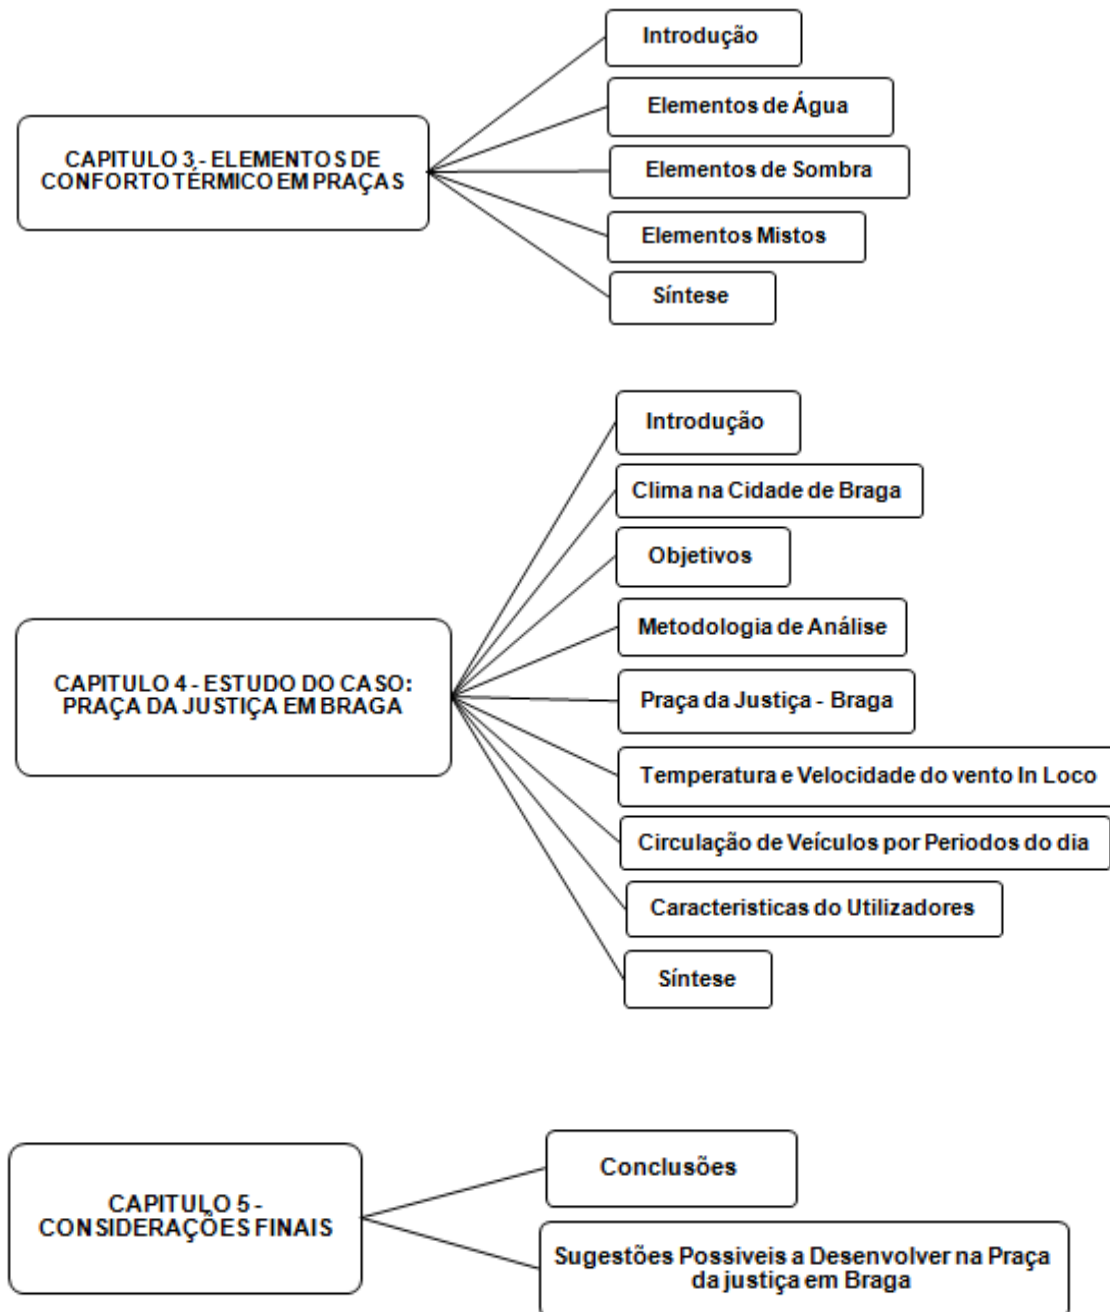 CAPITULO 3 - ELEMENTOS DE
CONFORTO TÉRMICO EM PRAÇAS
Introdução
Elementos de Água
Elementos de Sombra
Elementos Mistos
Síntese
CAPITULO 4 - ESTUDO DO CASO:
PRAÇA DA JUSTIÇA EM BRAGA
Introdução
Clima na Cidade de Braga
Objetivos
Metodologia de Análise
Praça da Justiça - Braga
Temperatura e Velocidade do vento In Loco
Circulação de Veículos por Periodos do dia
Caracteristicas do Utilizadores
Síntese
CAPITULO 5 -
CONSIDERAÇÕES FINAIS
Conclusões
Sugestões Possiveis a Desenvolver na Praça
da justiça em Braga